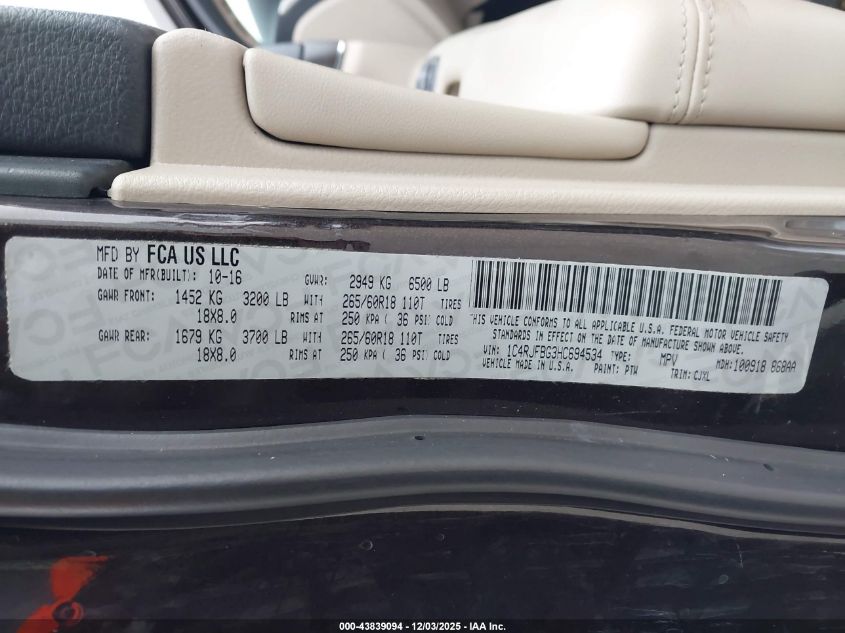 MFD BY FCA US LLC
DATE OF MFR(BUILT): 10-16 GVWR: 2949 KG 6500 LB
GAWR FRONT: 1452 KG 3200 LB WITH 265/60R18 110T TIRES
18X8.0 RIMS AT 250 KPA ( 36 PSI) COLD
GAWR REAR: 1679 KG 3700 LB WITH 265/60R18 110T TIRES
18X8.0 RIMS AT 250 KPA ( 36 PSI) COLD
THIS VEHICLE CONFORMS TO ALL APPLICABLE U.S.A. FEDERAL MOTOR VEHICLE SAFETY
STANDARDS IN EFFECT ON THE DATE OF MANUFACTURE SHOWN ABOVE.
VIN: 1C4RJFBG3HC694534 TYPE: MPV MDH:100918 868AA
VEHICLE MADE IN U.S.A. PAINT: PTW TRIM: CJXL
000-43839094 - 12/03/2025 - IAA Inc.